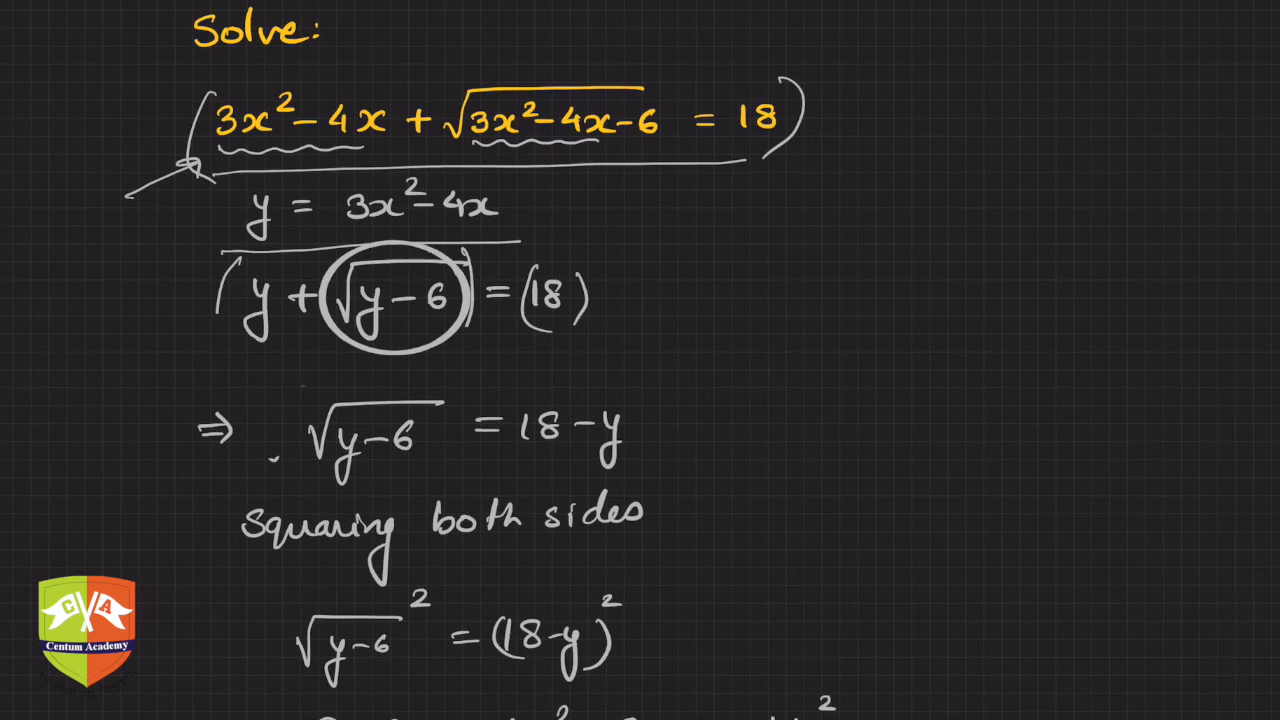 Solve:
3x² - 4x + √(3x² - 4x - 6) = 18
y = 3x² - 4x
(y + √(y - 6)) = (18)
⇒ √(y - 6) = 18 - y
Squaring both sides
√(y - 6)² = (18 - y)²
CA
Centum Academy